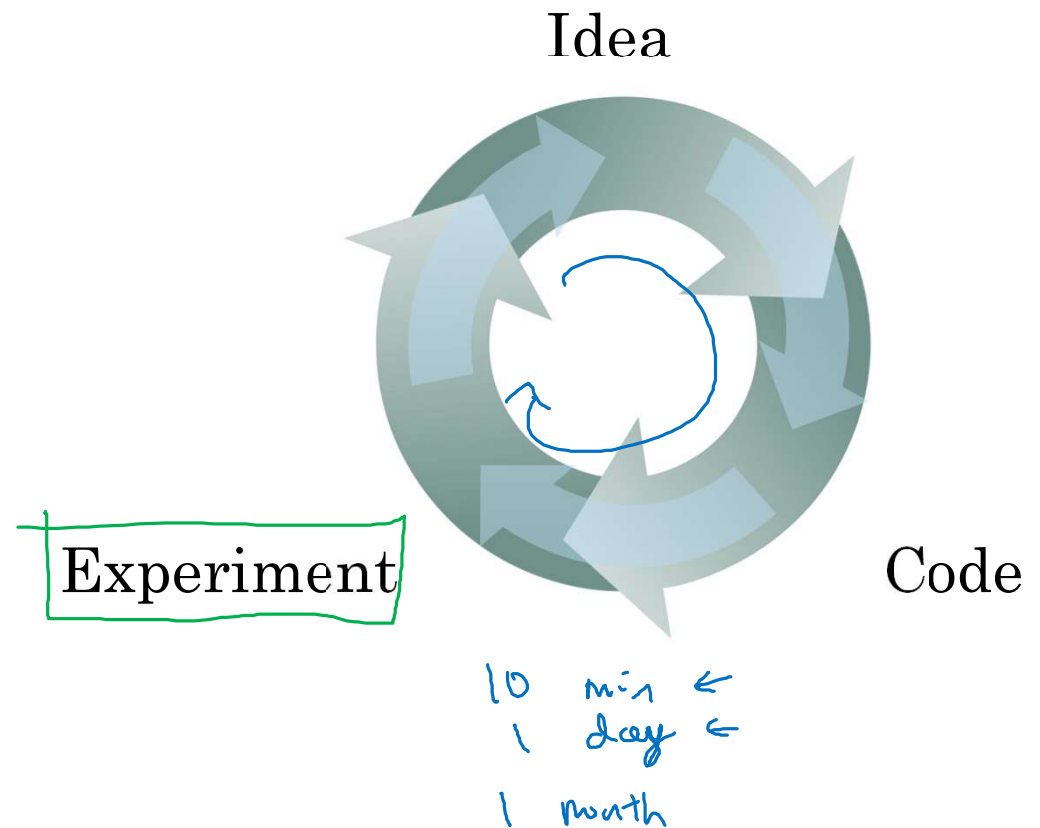 Idea
Experiment
Code
10 min ←
1 day ←
1 month